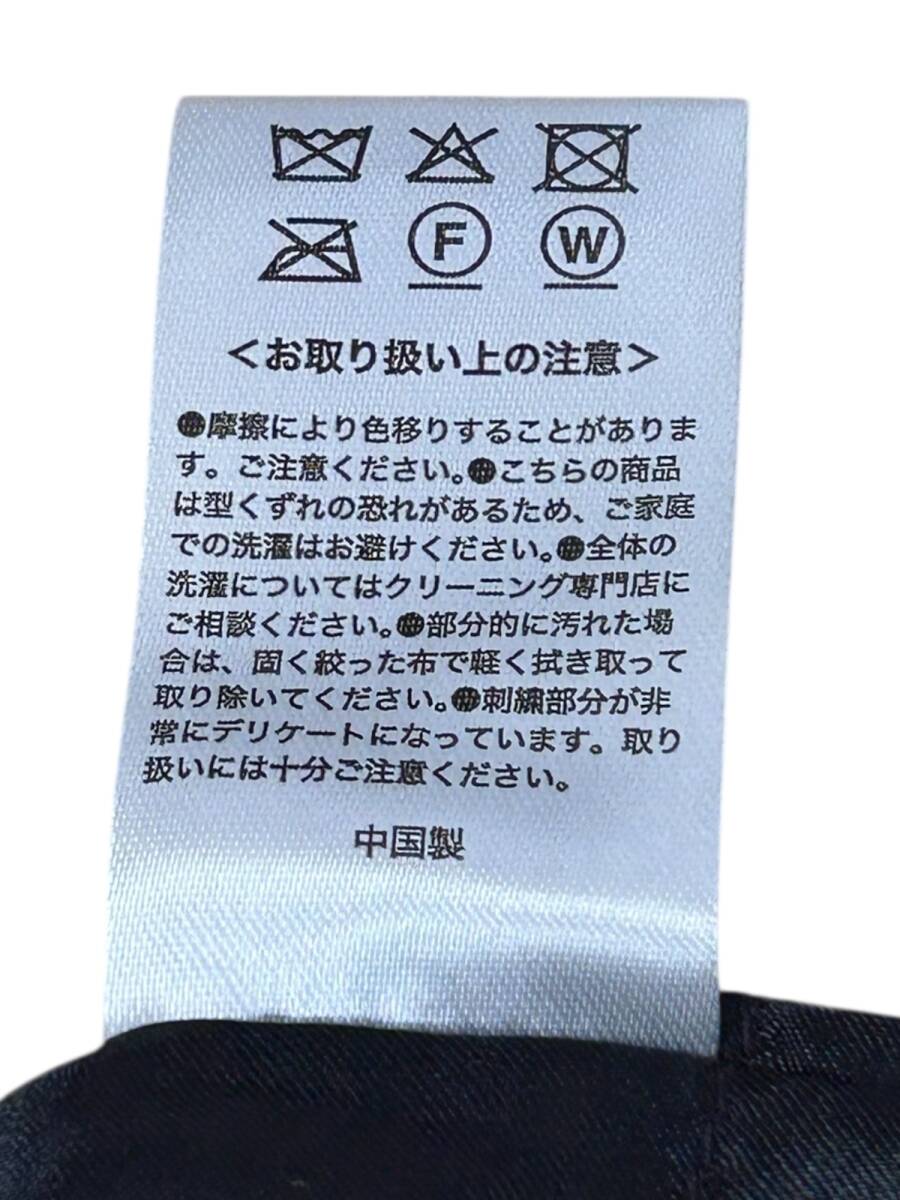 F W
<お取り扱い上の注意>
●摩擦により色移りすることがありま
す。ご注意ください。●こちらの商品
は型くずれの恐れがあるため、ご家庭
での洗濯はお避けください。●全体の
洗濯についてはクリーニング専門店に
ご相談ください。●部分的に汚れた場
合は、固く絞った布で軽く拭き取って
取り除いてください。●刺繍部分が非
常にデリケートになっています。取り
扱いには十分ご注意ください。
中国製